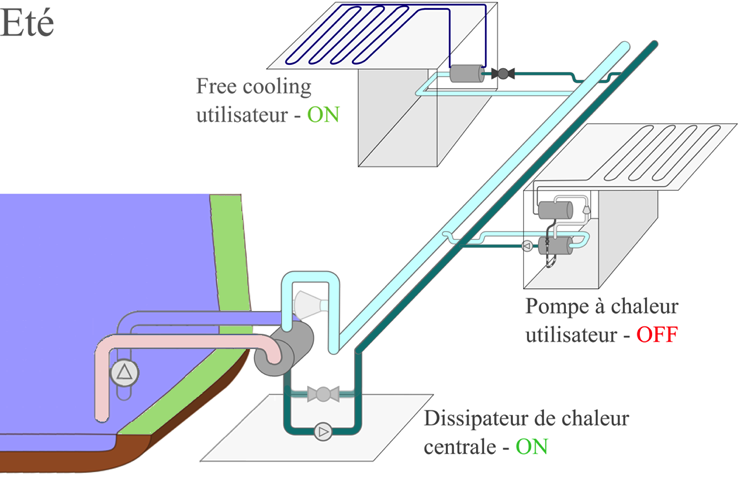 Eté
Free cooling
utilisateur - ON
Pompe à chaleur
utilisateur - OFF
Dissipateur de chaleur
centrale - ON